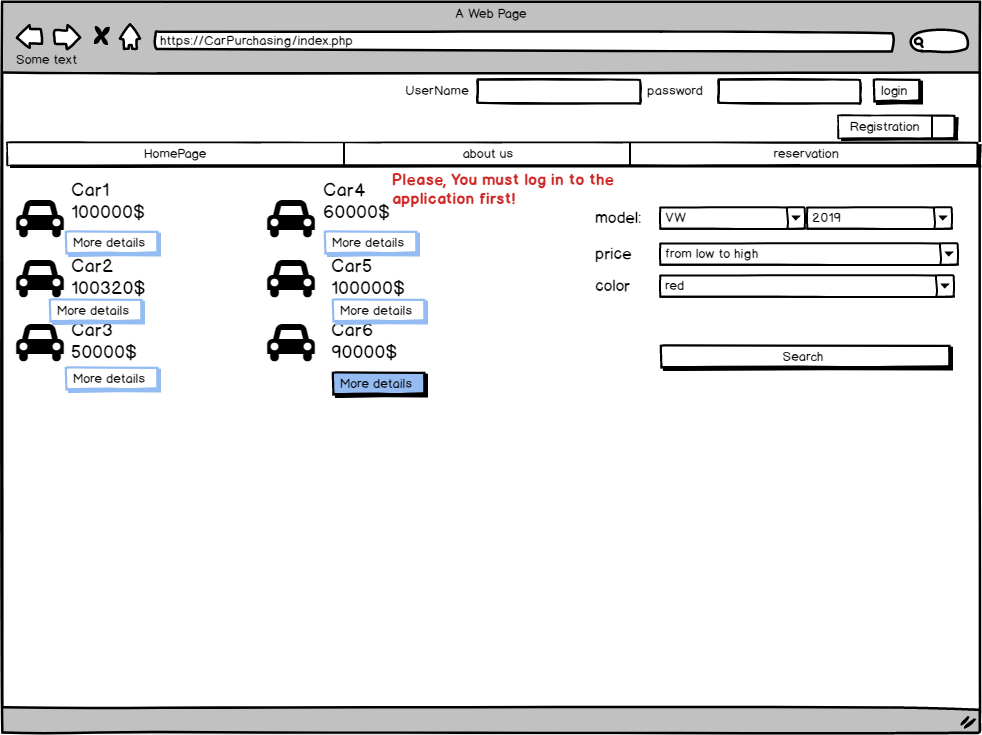 A Web Page
https://CarPurchasing/index.php
Some text
UserName
password
login
Registration
HomePage
about us
reservation
Car1
100000$
More details
Car2
100320$
More details
Car3
50000$
More details
Car4
60000$
More details
Car5
100000$
More details
Car6
90000$
More details
Please, You must log in to the
application first!
model:
VW
2019
price
from low to high
color
red
Search